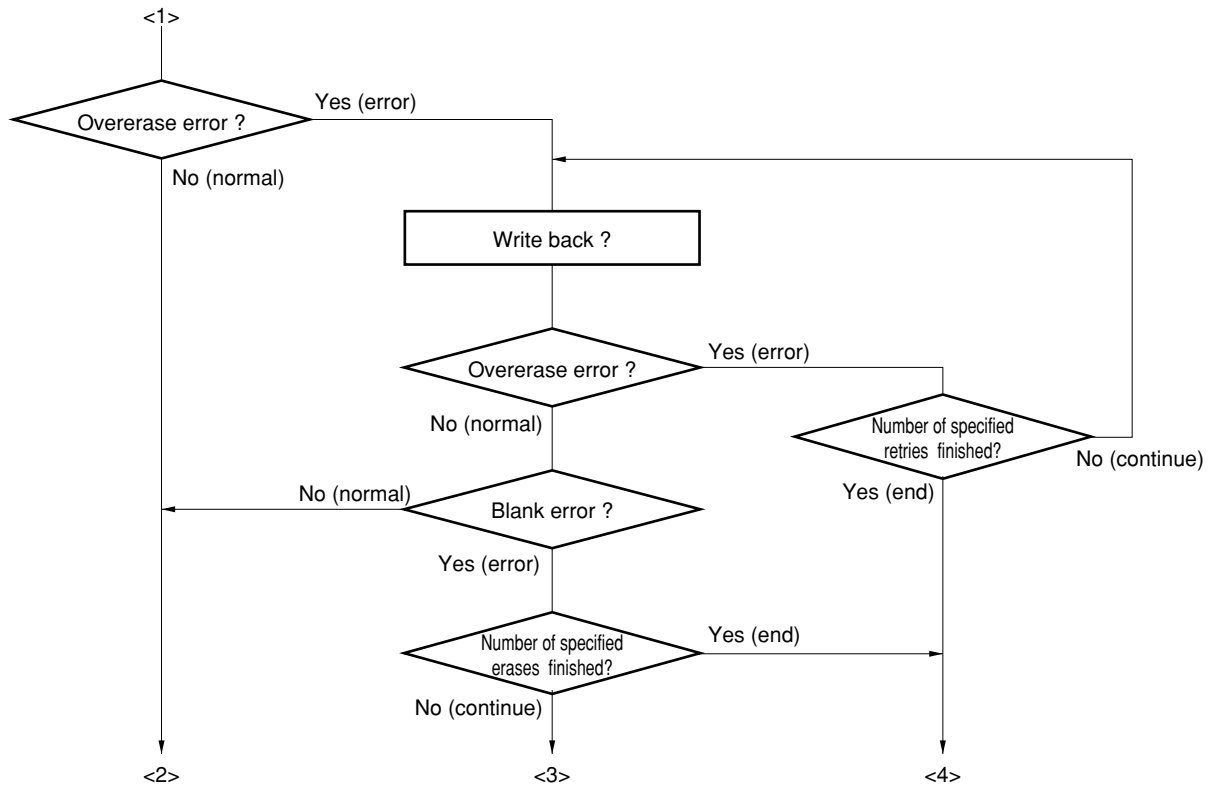 <1>
Yes (error)
Overerase error ?
No (normal)
Write back ?
Yes (error)
Overerase error ?
No (normal)
Number of specified
retries finished?
No (continue)
Yes (end)
No (normal)
Blank error ?
Yes (error)
Number of specified
erases finished?
Yes (end)
No (continue)
<2>
<3>
<4>